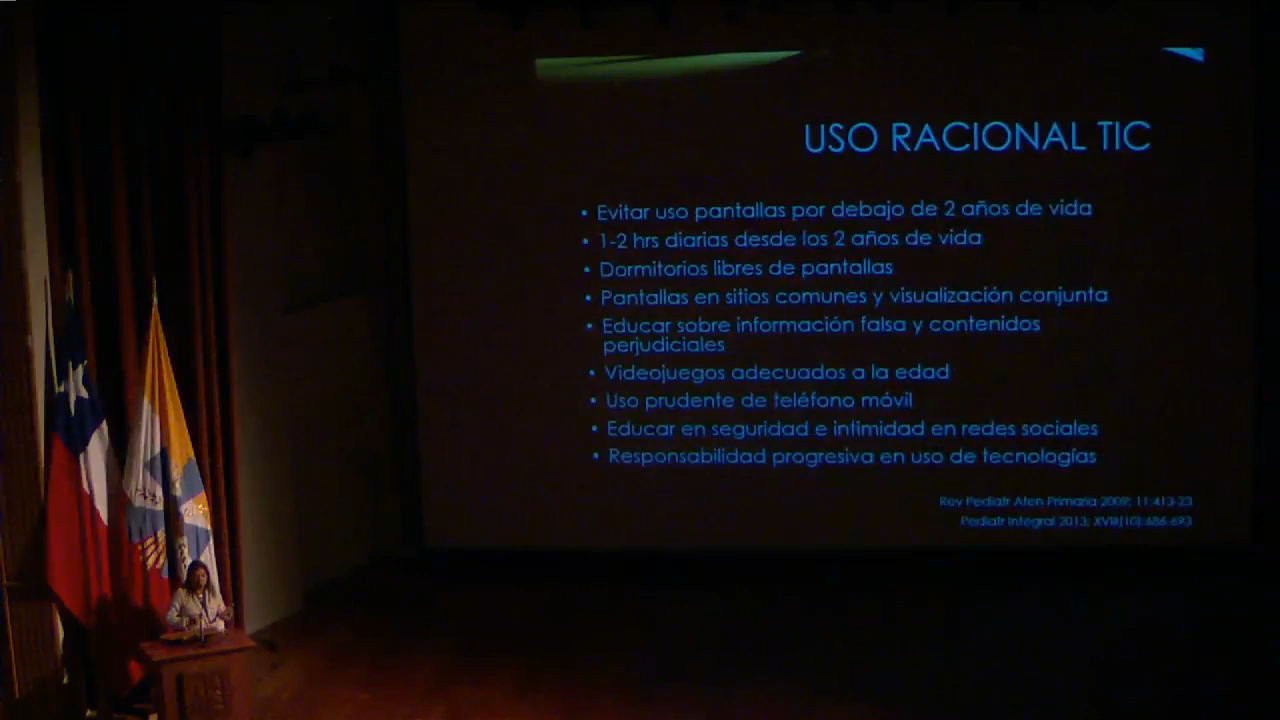 USO RACIONAL TIC
• Evitar uso pantallas por debajo de 2 años de vida
• 1-2 hrs diarias desde los 2 años de vida
• Dormitorios libres de pantallas
• Pantallas en sitios comunes y visualización conjunta
• Educar sobre información falsa y contenidos
perjudiciales
• Videojuegos adecuados a la edad
• Uso prudente de teléfono móvil
• Educar en seguridad e intimidad en redes sociales
• Responsabilidad progresiva en uso de tecnologías
Rev Pediatr Aten Primaria 2009; 11:413-23
Pediatr Integral 2013; XVII(10):686-693